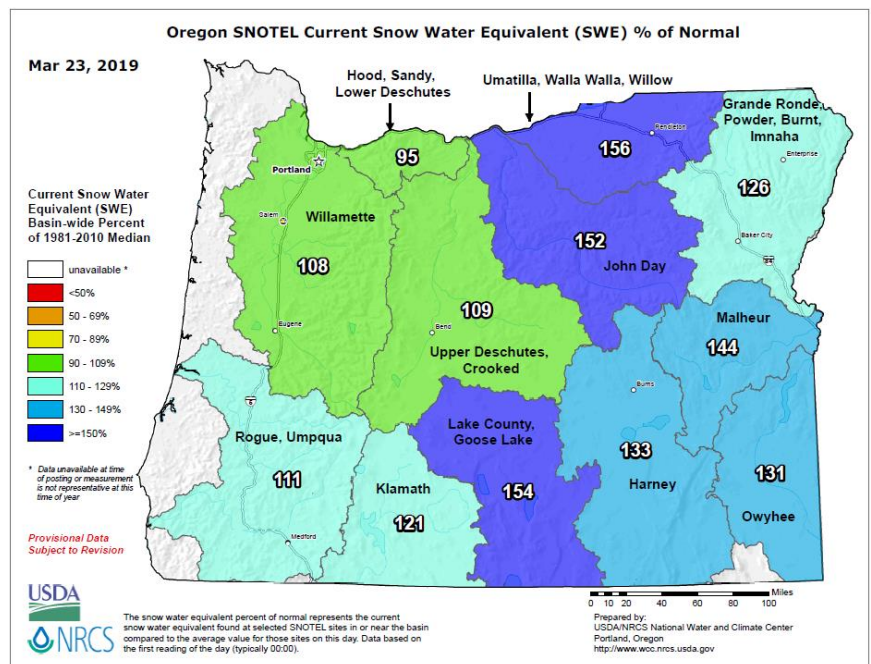 Oregon SNOTEL Current Snow Water Equivalent (SWE) % of Normal
Mar 23, 2019
Hood, Sandy,
Lower Deschutes
Umatilla, Walla Walla, Willow
Grande Ronde,
Powder, Burnt,
Imnaha
Pendleton
Enterprise
156
95
Portland
126
Current Snow Water
Equivalent (SWE)
Basin-wide Percent
of 1981-2010 Median
unavailable *
<50%
50 - 69%
70 - 89%
90 - 109%
110 - 129%
130 - 149%
>=150%
Salem
Willamette
108
Eugene
152
John Day
Baker City
84
109
Bend
Upper Deschutes,
Crooked
Malheur
144
Burns
5
Rogue, Umpqua
111
Medford
Klamath
121
Lake County,
Goose Lake
154
133
Harney
131
Owyhee
* Data unavailable at time
of posting or measurement
is not representative at this
time of year
Provisional Data
Subject to Revision
USDA
NRCS
The snow water equivalent percent of normal represents the current
snow water equivalent found at selected SNOTEL sites in or near the basin
compared to the average value for those sites on this day. Data based on
the first reading of the day (typically 00:00).
Miles
0 10 20 40 60 80 100
Prepared by:
USDA/NRCS National Water and Climate Center
Portland, Oregon
http://www.wcc.nrcs.usda.gov